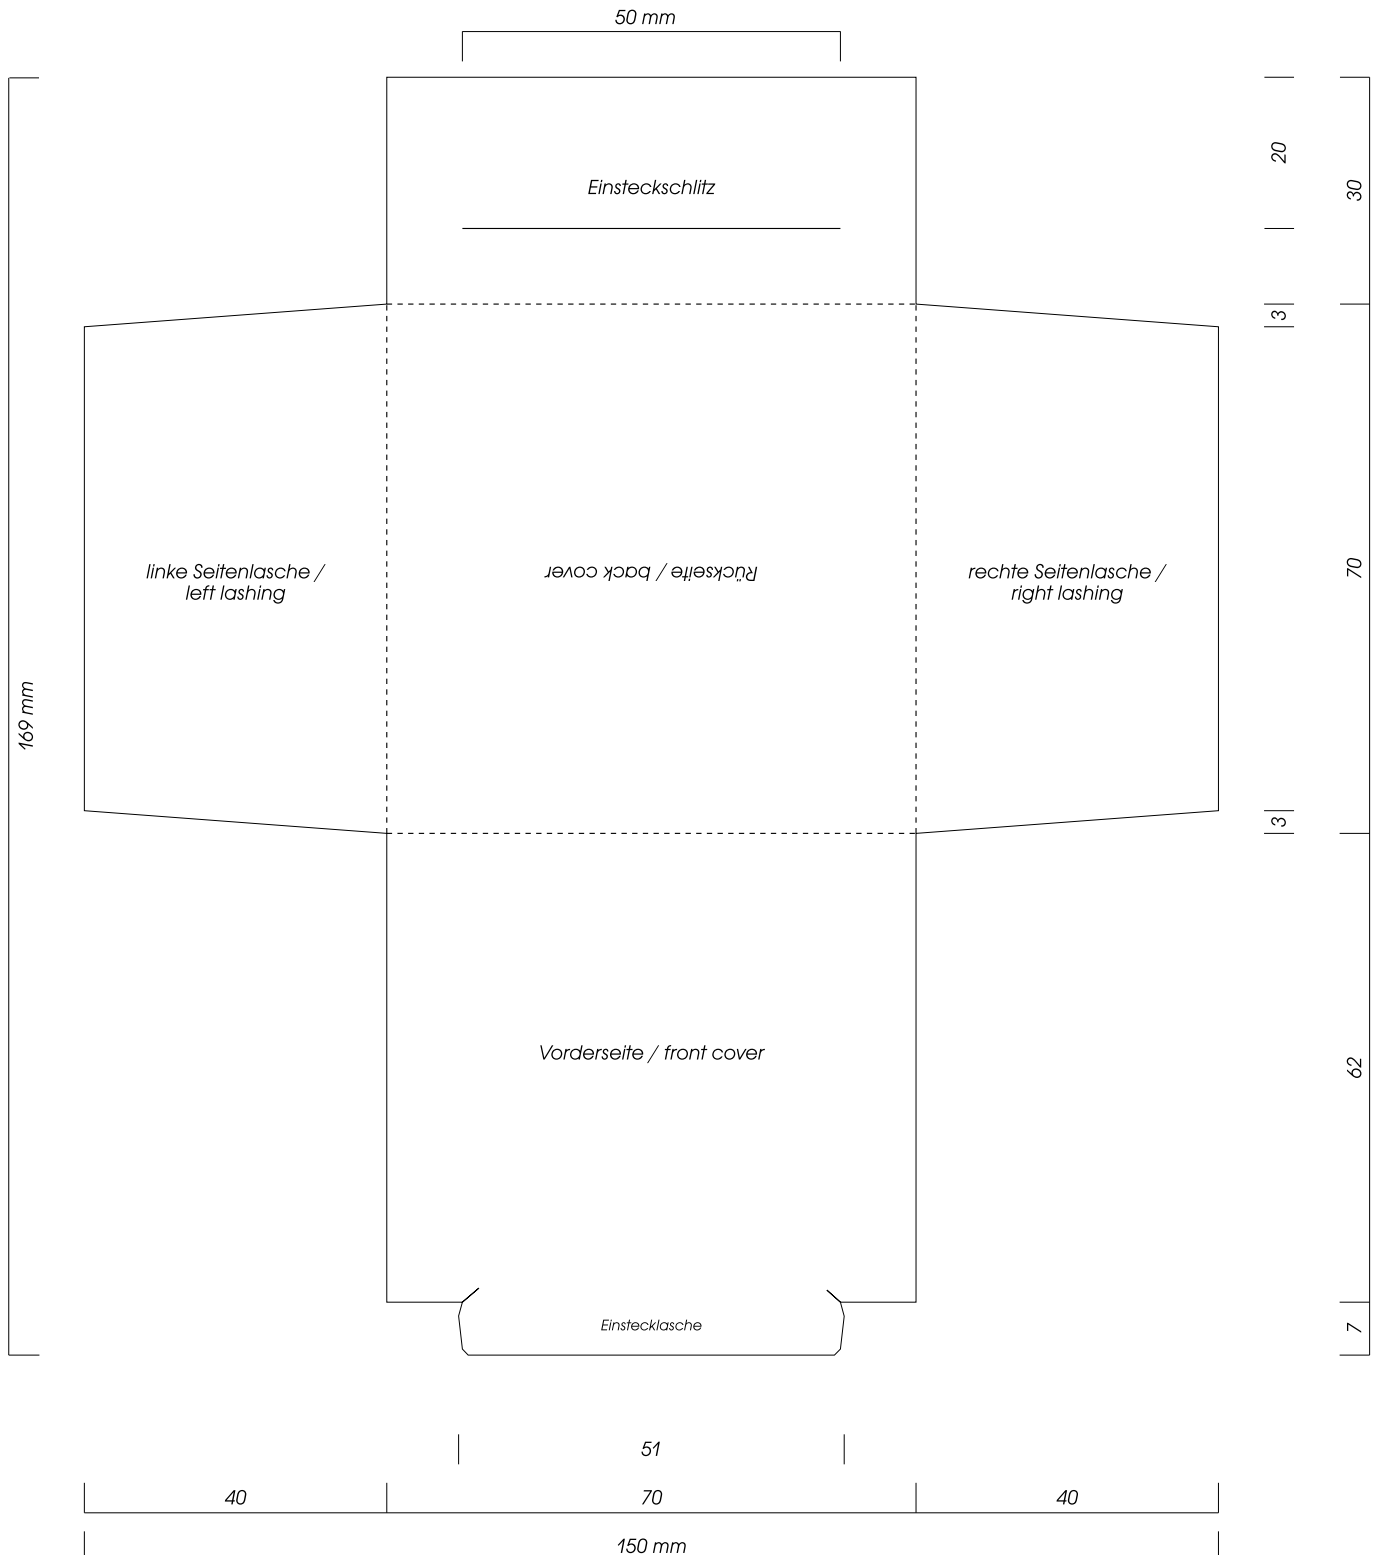 50 mm
20
30
Einsteckschlitz
3
linke Seitenlasche /
left lashing
Rückseite / back cover
rechte Seitenlasche /
right lashing
70
169 mm
3
Vorderseite / front cover
62
Einstecklasche
7
51
40
70
40
150 mm